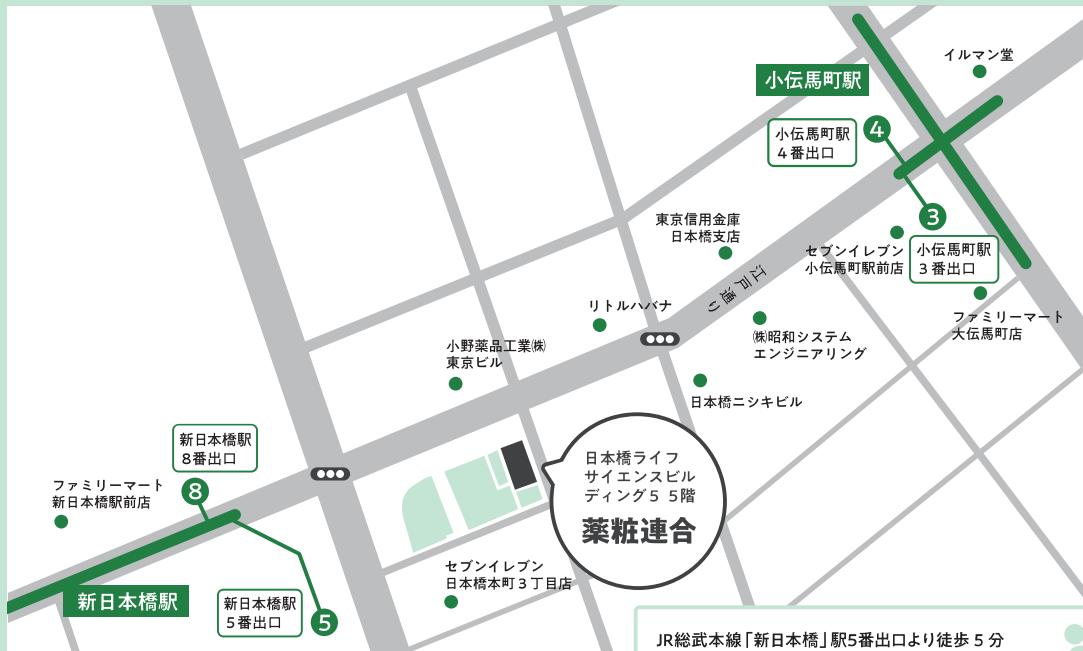 イルマン堂
小伝馬町駅
小伝馬町駅
4番出口
4
3
小伝馬町駅
3番出口
東京信用金庫
日本橋支店
セブンイレブン
小伝馬町駅前店
江戸通り
リトルハバナ
ファミリーマート
大伝馬町店
㈱昭和システム
エンジニアリング
小野薬品工業㈱
東京ビル
日本橋ニシキビル
新日本橋駅
8番出口
8
日本橋ライフ
サイエンスビル
ディング5 5階
薬粧連合
ファミリーマート
新日本橋駅前店
セブンイレブン
日本橋本町3丁目店
新日本橋駅
新日本橋駅
5番出口
5
JR総武本線「新日本橋」駅5番出口より徒歩 5 分